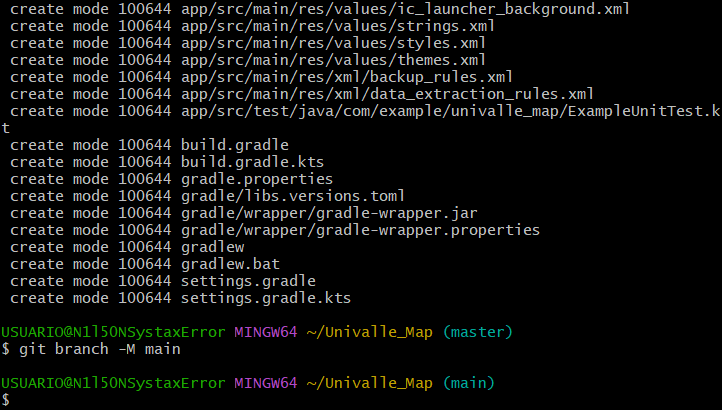 create mode 100644 app/src/main/res/values/ic_launcher_background.xml
create mode 100644 app/src/main/res/values/strings.xml
create mode 100644 app/src/main/res/values/styles.xml
create mode 100644 app/src/main/res/values/themes.xml
create mode 100644 app/src/main/res/xml/backup_rules.xml
create mode 100644 app/src/main/res/xml/data_extraction_rules.xml
create mode 100644 app/src/test/java/com/example/univalle_map/ExampleUnitTest.k
t
create mode 100644 build.gradle
create mode 100644 build.gradle.kts
create mode 100644 gradle.properties
create mode 100644 gradle/libs.versions.toml
create mode 100644 gradle/wrapper/gradle-wrapper.jar
create mode 100644 gradle/wrapper/gradle-wrapper.properties
create mode 100644 gradlew
create mode 100644 gradlew.bat
create mode 100644 settings.gradle
create mode 100644 settings.gradle.kts
USUARIO@N1l5ONSystaxError MINGW64 ~/Univalle_Map (master)
$ git branch -M main
USUARIO@N1l5ONSystaxError MINGW64 ~/Univalle_Map (main)
$